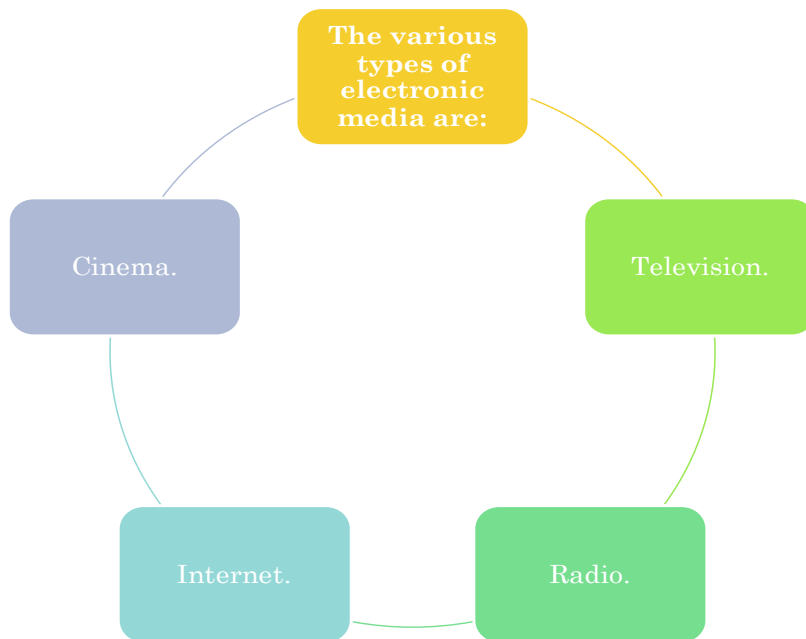 The various
types of
electronic
media are:
Television.
Radio.
Internet.
Cinema.